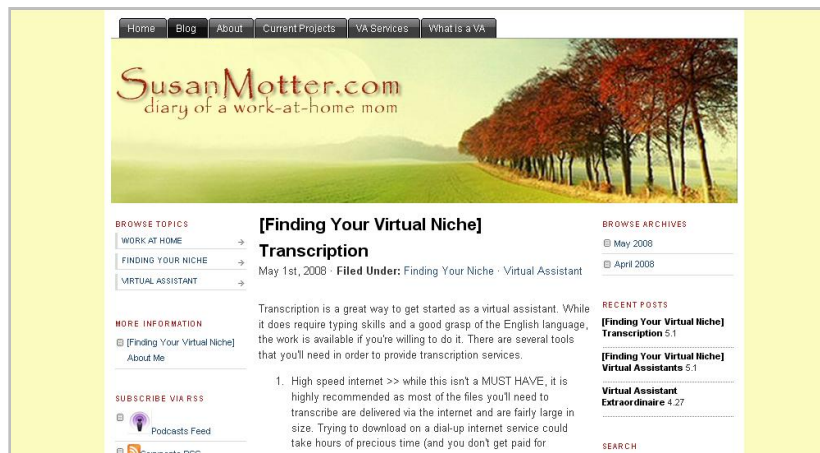 Home Blog About Current Projects VA Services What is a VA
SusanMotter.com
diary of a work-at-home mom
BROWSE TOPICS
WORK AT HOME
FINDING YOUR NICHE
VIRTUAL ASSISTANT
MORE INFORMATION
[Finding Your Virtual Niche]
About Me
SUBSCRIBE VIA RSS
Podcasts Feed
Comments RSS
[Finding Your Virtual Niche]
Transcription
May 1st, 2008 · Filed Under: Finding Your Niche · Virtual Assistant
Transcription is a great way to get started as a virtual assistant. While
it does require typing skills and a good grasp of the English language,
the work is available if you're willing to do it. There are several tools
that you'll need in order to provide transcription services.
1. High speed internet >> while this isn't a MUST HAVE, it is
highly recommended as most of the files you'll need to
transcribe are delivered via the internet and are fairly large in
size. Trying to download on a dial-up internet service could
take hours of precious time (and you don't get paid for
BROWSE ARCHIVES
May 2008
April 2008
RECENT POSTS
[Finding Your Virtual Niche]
Transcription 5.1
[Finding Your Virtual Niche]
Virtual Assistants 5.1
Virtual Assistant
Extraordinaire 4.27
SEARCH